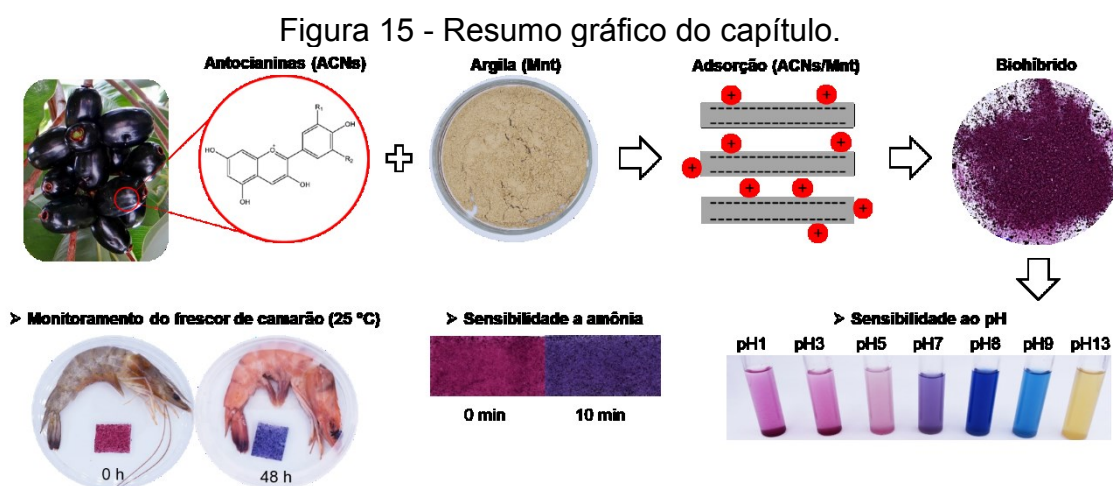 Figura 15 - Resumo gráfico do capítulo.
Antocianinas (ACNs)
Argila (Mnt)
Adsorção (ACNs/Mnt)
Biohíbrido
R₁
OH
HO
O⁺
R₂
OH
OH
➤ Monitoramento do frescor de camarão (25 ºC)
0 h
48 h
➤ Sensibilidade a amônia
0 min
10 min
➤ Sensibilidade ao pH
pH1 pH3 pH5 pH7 pH8 pH9 pH13